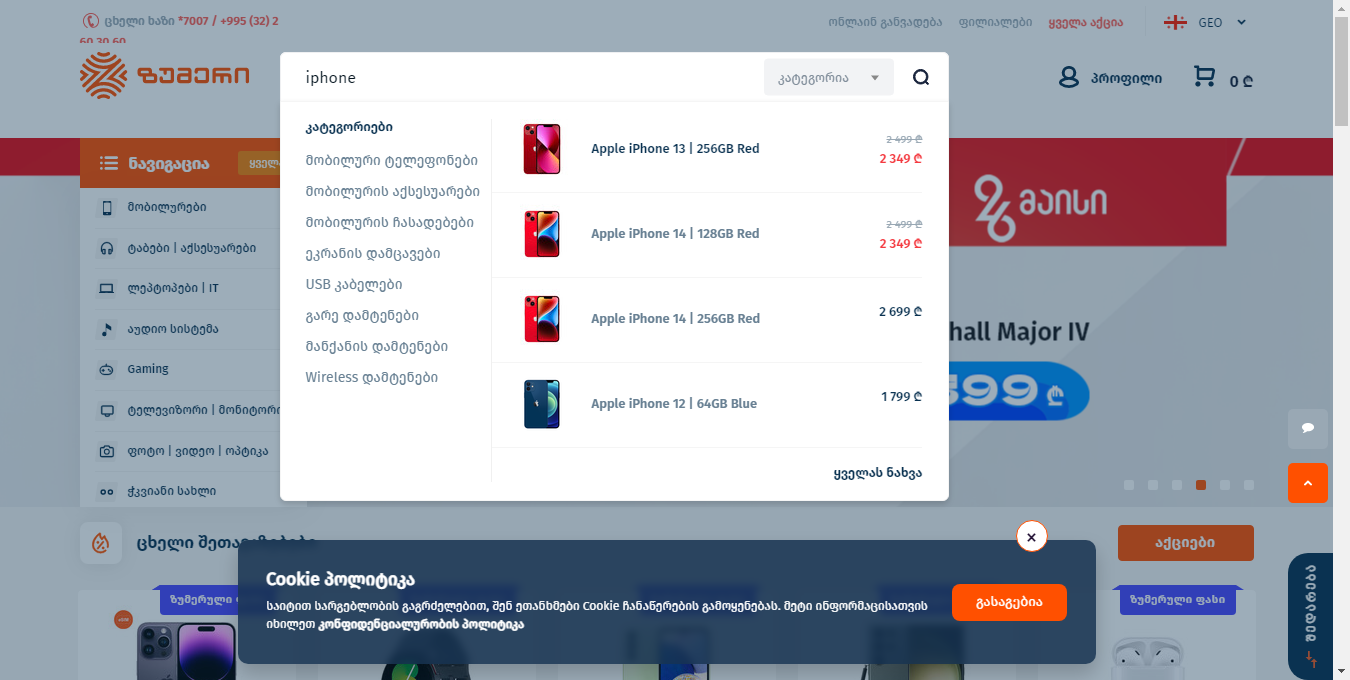 ცხელი ხაზი *7007 / +995 (32) 2
60 30 60
ონლაინ განვადება
ფილიალები
ყველა აქცია
GEO
ზუმერი
iphone
კატეგორია
პროფილი
0 ₾
ნავიგაცია
მობილურები
ტაბები | აქსესუარები
ლეპტოპები | IT
აუდიო სისტემა
Gaming
ტელევიზორი |
ფოტო | ვიდეო | ოპტიკა
ჭკვიანი სახლი
კატეგორიები
მობილური ტელეფონები
მობილურის აქსესუარები
მობილურის ჩასადებები
ეკრანის დამცავები
USB კაბელები
გარე დამტენები
მანქანის დამტენები
Wireless დამტენები
Apple iPhone 13 | 256GB Red
2 499 ₾
2 349 ₾
Apple iPhone 14 | 128GB Red
2 499 ₾
2 349 ₾
Apple iPhone 14 | 256GB Red
2 699 ₾
Apple iPhone 12 | 64GB Blue
1 799 ₾
ყველას ნახვა
26 მაისი
hall Major IV
599 ₾
ცხელი
აქციები
Cookie პოლიტიკა
საიტით სარგებლობის გაგრძელებით, შენ ეთანხმები Cookie ჩანაწერების გამოყენებას. მეტი ინფორმაციისათვის
იხილეთ კონფიდენციალურობის პოლიტიკა
გასაგებია
ზუმერული
ზუმერული ფასი
შედარება